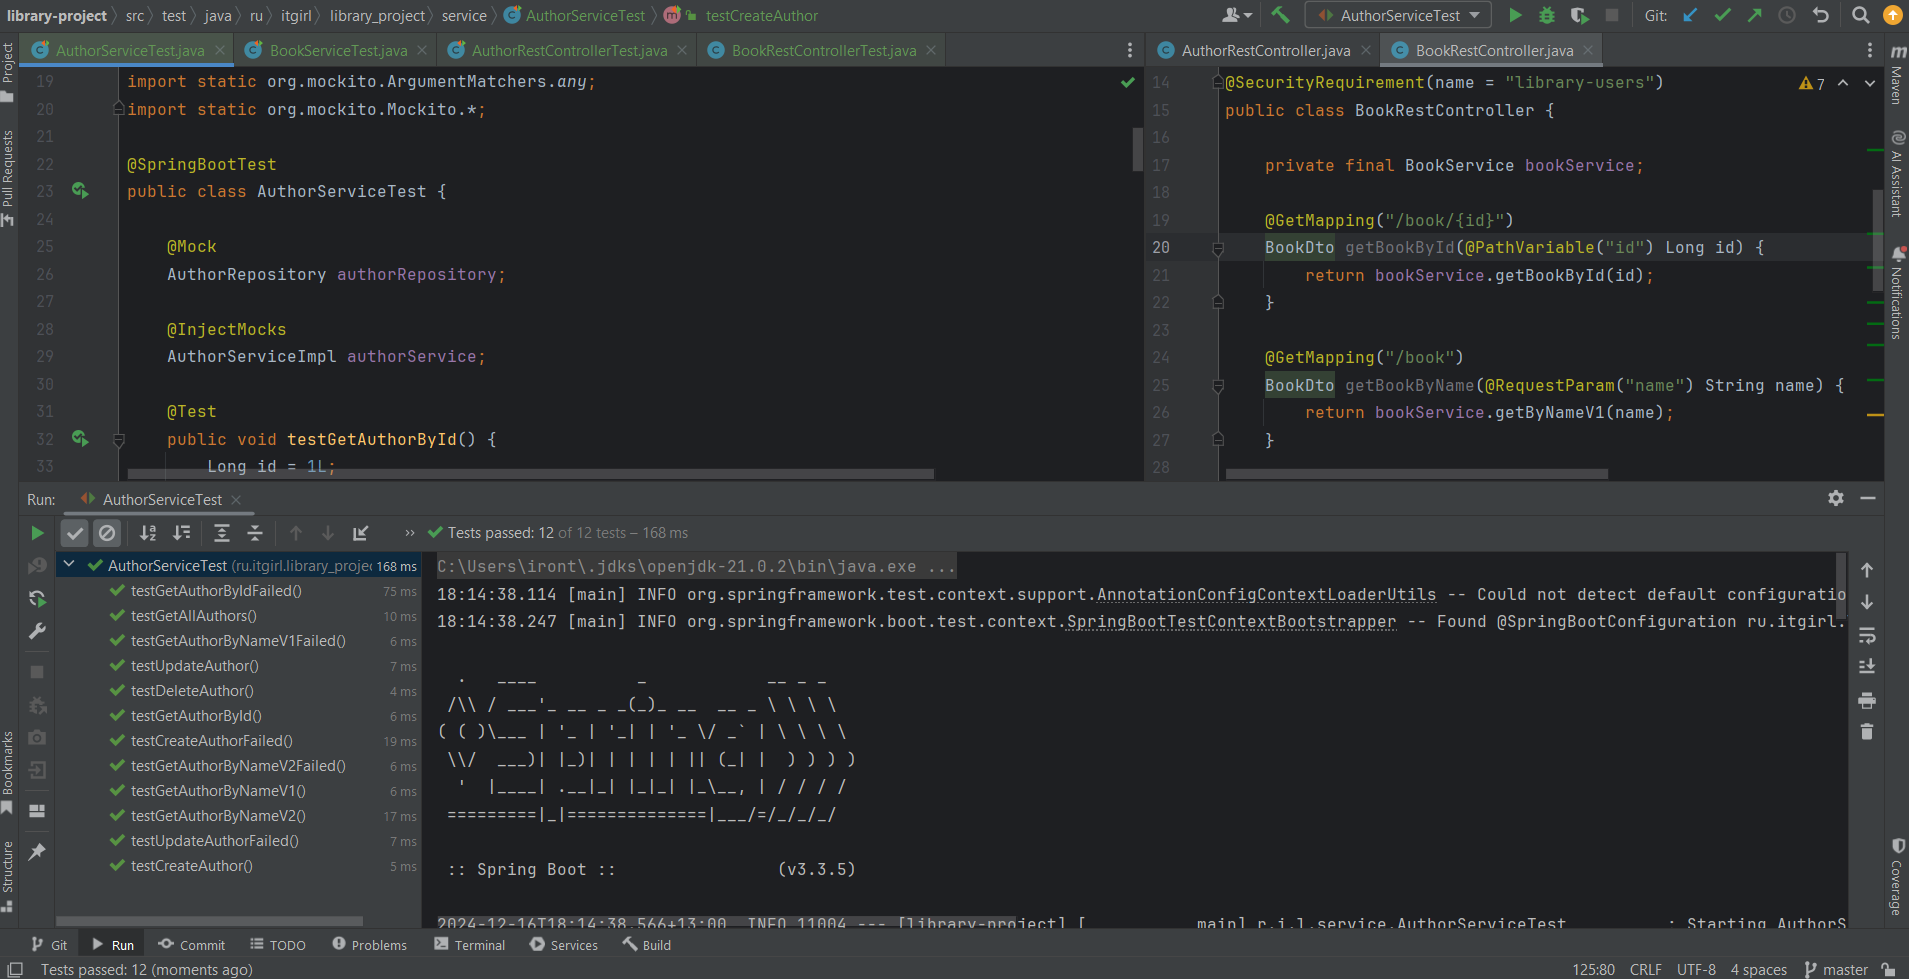 library-project src test java ru itgirl library_project service AuthorServiceTest testCreateAuthor
AuthorServiceTest
Git:
Project
Pull Requests
Bookmarks
Structure
AuthorServiceTest.java
BookServiceTest.java
AuthorRestControllerTest.java
BookRestControllerTest.java
19 import static org.mockito.ArgumentMatchers.any;
20 import static org.mockito.Mockito.*;
21
22 @SpringBootTest
23 public class AuthorServiceTest {
24
25 @Mock
26 AuthorRepository authorRepository;
27
28 @InjectMocks
29 AuthorServiceImpl authorService;
30
31 @Test
32 public void testGetAuthorById() {
33 Long id = 1L;
AuthorRestController.java
BookRestController.java
7
14 @SecurityRequirement(name = "library-users")
15 public class BookRestController {
16
17 private final BookService bookService;
18
19 @GetMapping("/book/{id}")
20 BookDto getBookById(@PathVariable("id") Long id) {
21 return bookService.getBookById(id);
22 }
23
24 @GetMapping("/book")
25 BookDto getBookByName(@RequestParam("name") String name) {
26 return bookService.getByNameV1(name);
27 }
28
Maven
AI Assistant
Notifications
Coverage
Run: AuthorServiceTest
Tests passed: 12 of 12 tests – 168 ms
AuthorServiceTest (ru.itgirl.library_projec 168 ms
testGetAuthorByIdFailed() 75 ms
testGetAllAuthors() 10 ms
testGetAuthorByNameV1Failed() 6 ms
testUpdateAuthor() 7 ms
testDeleteAuthor() 4 ms
testGetAuthorById() 6 ms
testCreateAuthorFailed() 19 ms
testGetAuthorByNameV2Failed() 6 ms
testGetAuthorByNameV1() 6 ms
testGetAuthorByNameV2() 17 ms
testUpdateAuthorFailed() 7 ms
testCreateAuthor() 5 ms
C:\Users\iront\.jdks\openjdk-21.0.2\bin\java.exe ...
18:14:38.114 [main] INFO org.springframework.test.context.support.AnnotationConfigContextLoaderUtils -- Could not detect default configuratio
18:14:38.247 [main] INFO org.springframework.boot.test.context.SpringBootTestContextBootstrapper -- Found @SpringBootConfiguration ru.itgirl.
  .   ____          _            __ _ _
 /\\ / ___'_ __ _ _(_)_ __  __ _ \ \ \ \
( ( )\___ | '_ | '_| | '_ \/ _` | \ \ \ \
 \\/  ___)| |_)| | | | | || (_| |  ) ) ) )
  '  |____| .__|_| |_|_| |_\__, | / / / /
 =========|_|==============|___/=/_/_/_/
:: Spring Boot :: (v3.3.5)
2024-12-16T18:14:38.566+13:00 INFO 11004 --- [library-project] [ main] r.i.l.service.AuthorServiceTest : Starting AuthorS
Git
Run
Commit
TODO
Problems
Terminal
Services
Build
Tests passed: 12 (moments ago)
125:80 CRLF UTF-8 4 spaces master